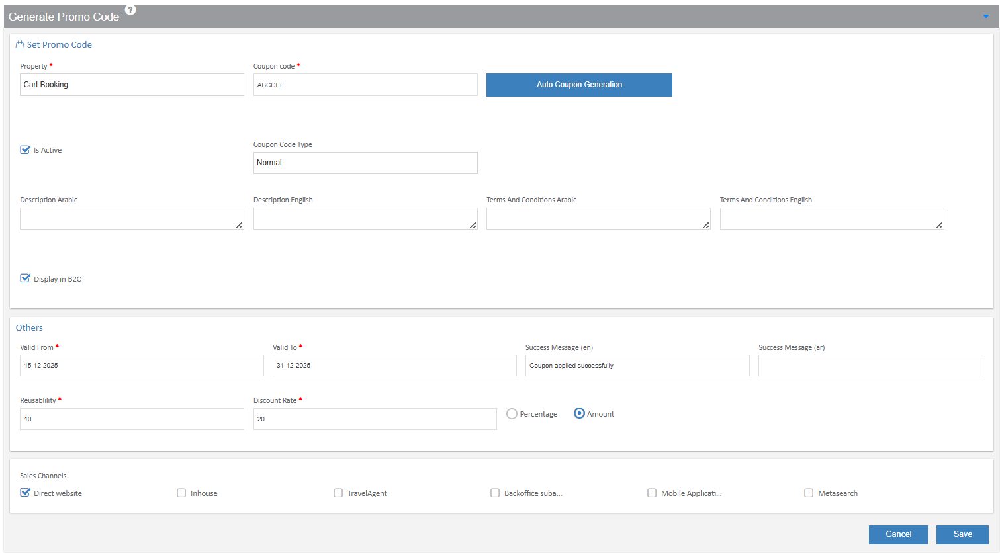 Generate Promo Code ?
Set Promo Code
Property * Coupon code *
Cart Booking ABCDEF Auto Coupon Generation
Is Active Coupon Code Type
Normal
Description Arabic Description English Terms And Conditions Arabic Terms And Conditions English
Display in B2C
Others
Valid From * Valid To * Success Message (en) Success Message (ar)
15-12-2025 31-12-2025 Coupon applied successfully
Reusablility * Discount Rate *
10 20 Percentage Amount
Sales Channels
Direct website Inhouse TravelAgent Backoffice suba... Mobile Applicati... Metasearch
Cancel Save